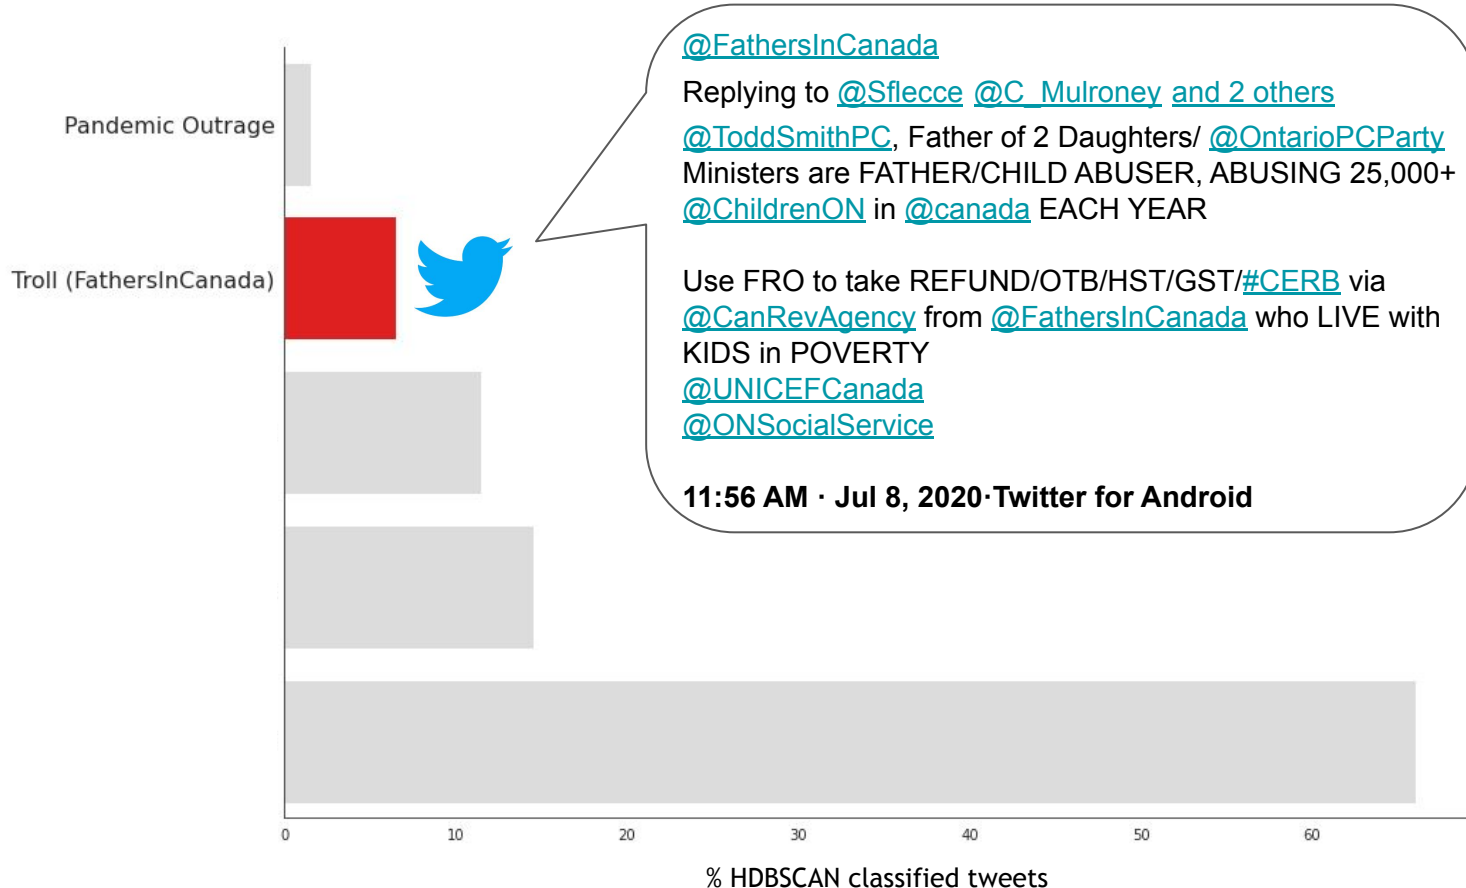 @FathersInCanada
Replying to @Sflecce @C_Mulroney and 2 others
@ToddSmithPC, Father of 2 Daughters/ @OntarioPCParty
Ministers are FATHER/CHILD ABUSER, ABUSING 25,000+
@ChildrenON in @canada EACH YEAR
Use FRO to take REFUND/OTB/HST/GST/#CERB via
@CanRevAgency from @FathersInCanada who LIVE with
KIDS in POVERTY
@UNICEFCanada
@ONSocialService
11:56 AM · Jul 8, 2020·Twitter for Android
Pandemic Outrage
Troll (FathersInCanada)
0 10 20 30 40 50 60
% HDBSCAN classified tweets